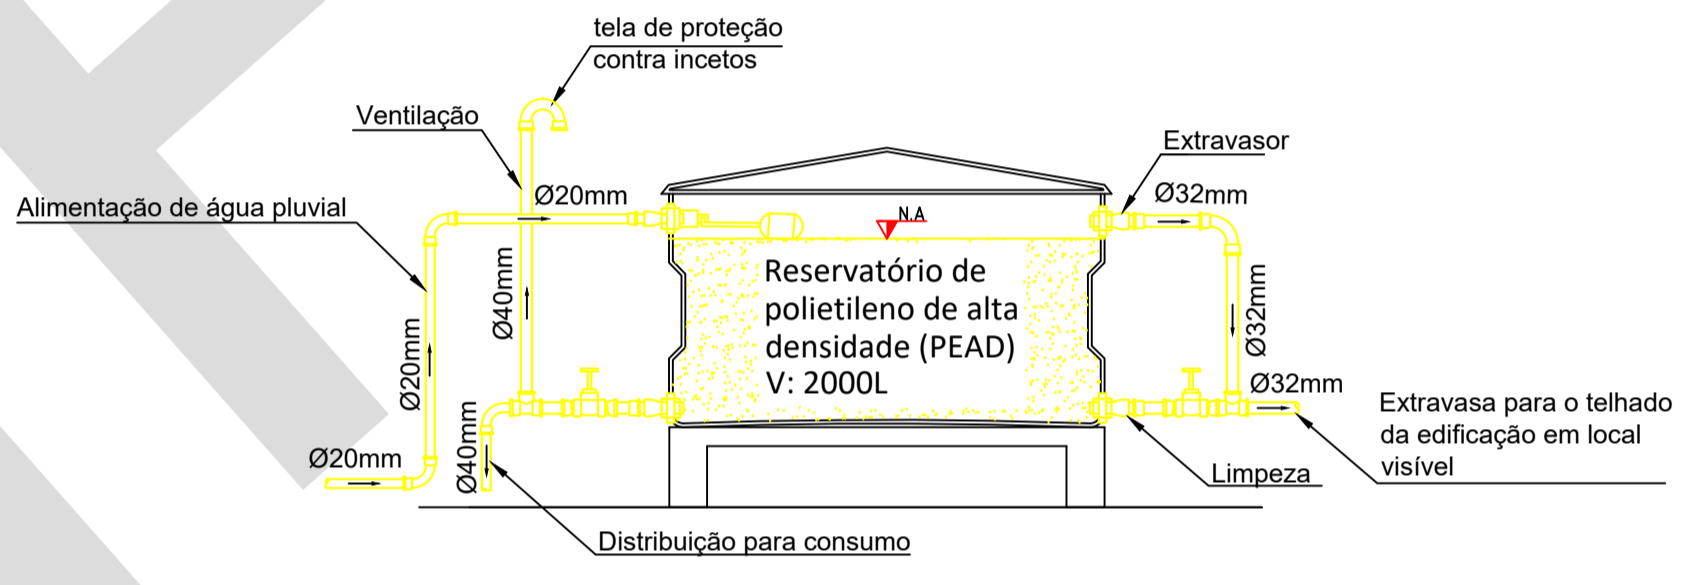 tela de proteção
contra incetos
Ventilação
Extravasor
Ø20mm
Ø32mm
Alimentação de água pluvial
N.A
Reservatório de
polietileno de alta
densidade (PEAD)
V: 2000L
Ø40mm
Ø32mm
Ø20mm
Ø32mm
Extravasa para o telhado
da edificação em local
visível
Ø20mm
Ø40mm
Limpeza
Distribuição para consumo